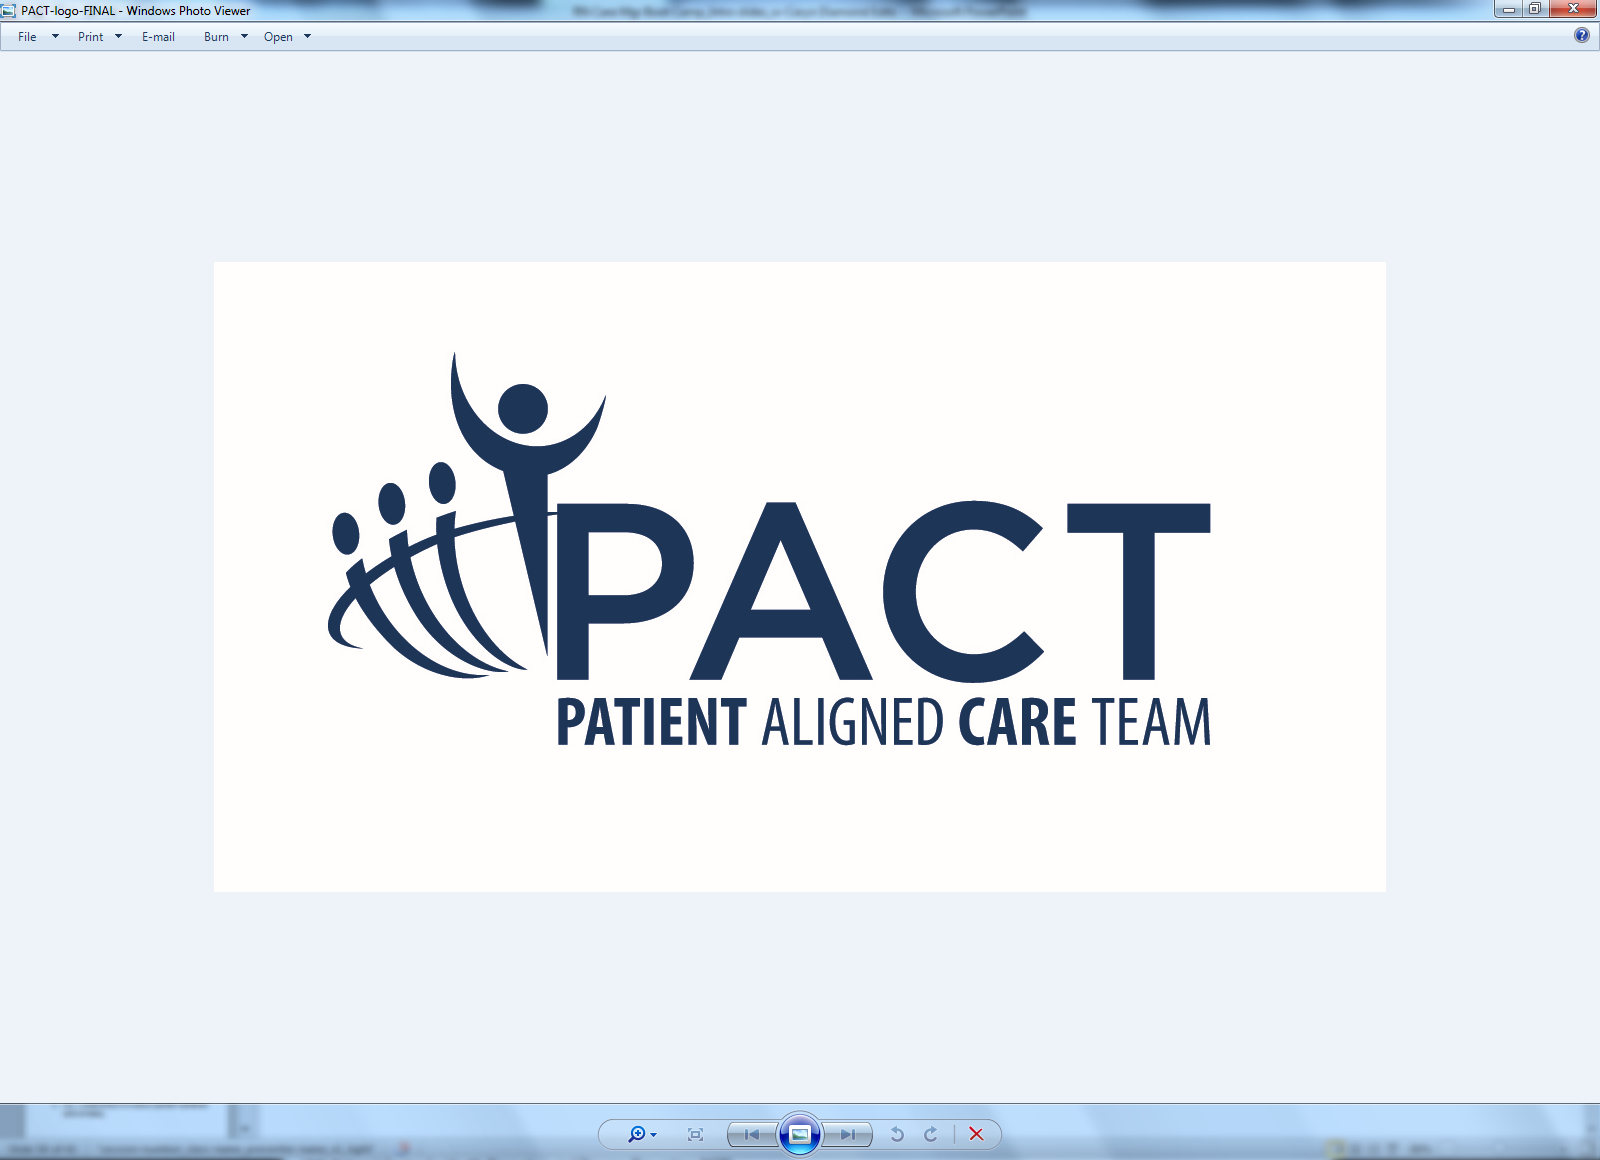 PACT-logo-FINAL - Windows Photo Viewer
File Print E-mail Burn Open
PACT
PATIENT ALIGNED CARE TEAM